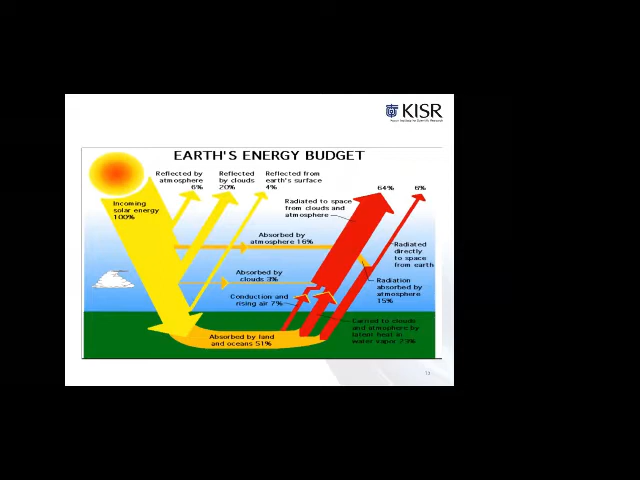 KISR
EARTH'S ENERGY BUDGET
Reflected by
atmosphere
6%
Reflected
by clouds
20%
Reflected from
earth's surface
4%
64%
6%
Incoming
solar energy
100%
Radiated to space
from clouds and
atmosphere
Absorbed by
atmosphere 16%
Radiated
directly
to space
from earth
Absorbed by
clouds 3%
Radiation
absorbed by
atmosphere
15%
Conduction and
rising air 7%
Carried to clouds
and atmosphere by
latent heat in
water vapor 23%
Absorbed by land
and oceans 51%
13